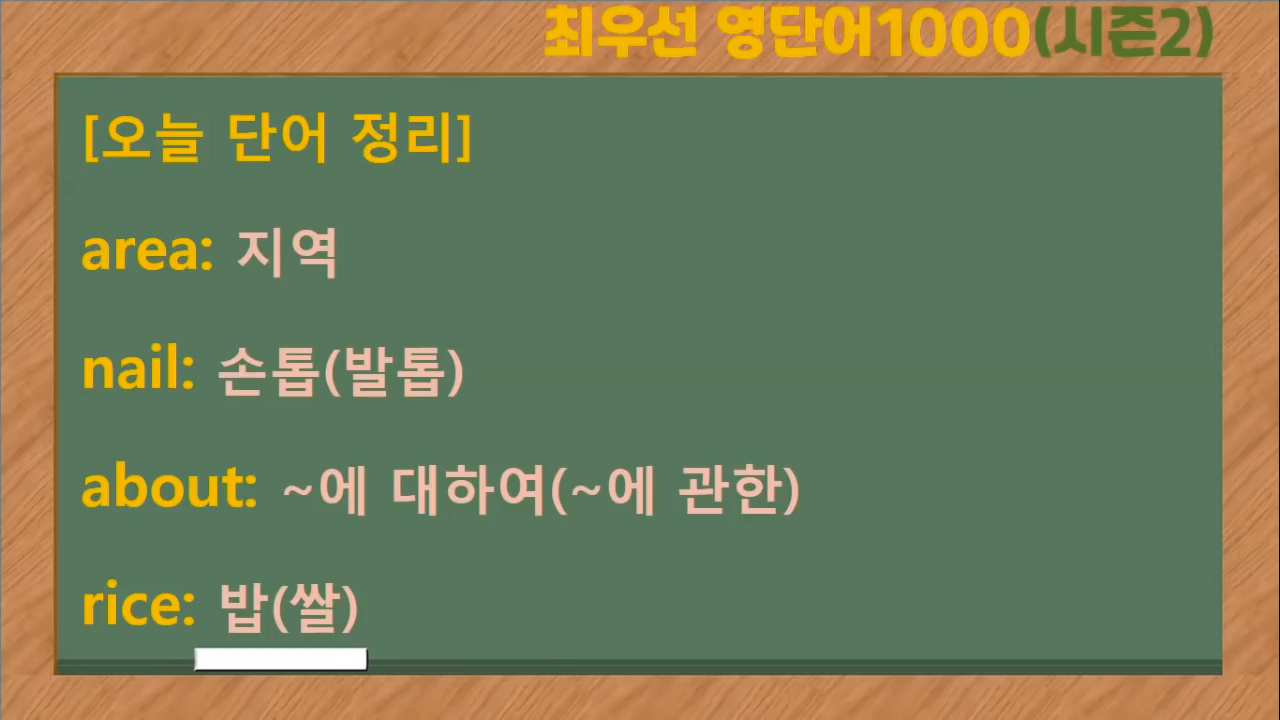 최우선 영단어1000(시즌2)
[오늘 단어 정리]
area: 지역
nail: 손톱(발톱)
about: ~에 대하여(~에 관한)
rice: 밥(쌀)